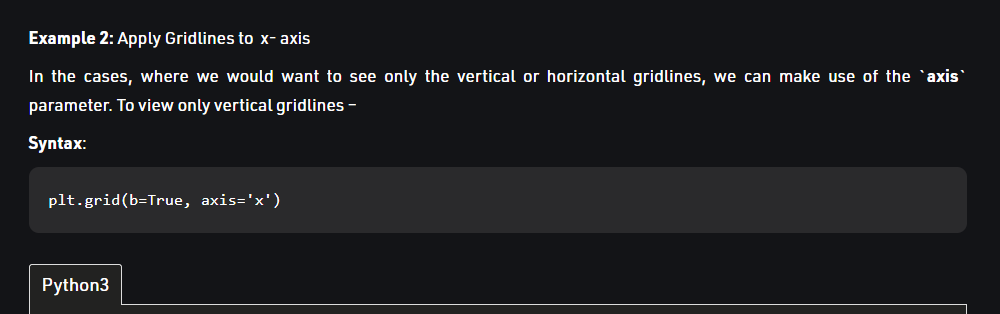 Example 2: Apply Gridlines to x- axis
In the cases, where we would want to see only the vertical or horizontal gridlines, we can make use of the `axis`
parameter. To view only vertical gridlines –
Syntax:
plt.grid(b=True, axis='x')
Python3